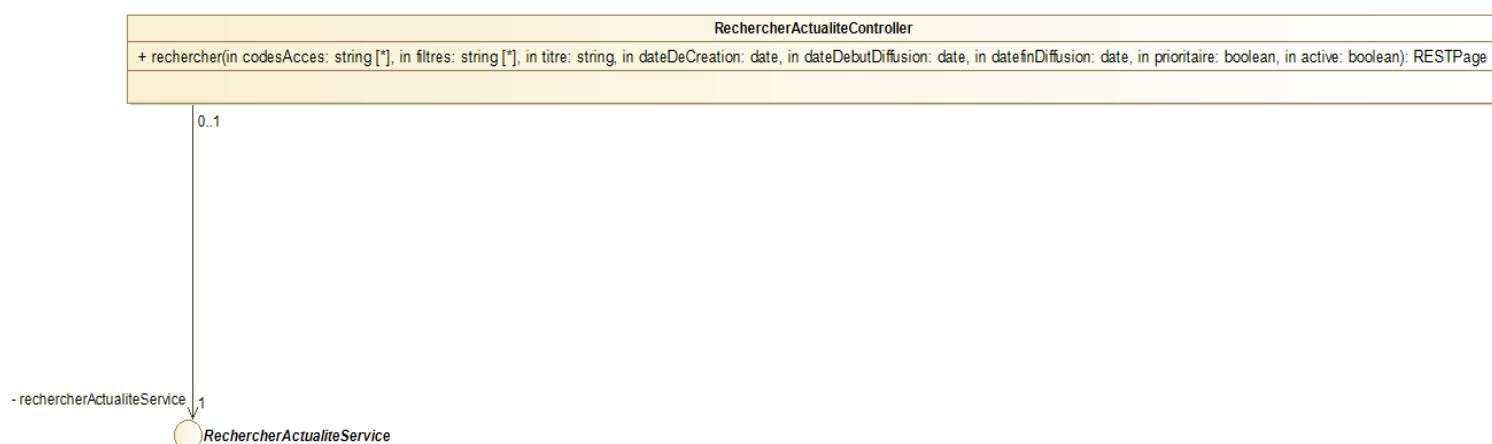 RechercherActualiteController
+ rechercher(in codesAcces: string [*], in filtres: string [*], in titre: string, in dateDeCreation: date, in dateDebutDiffusion: date, in datefinDiffusion: date, in prioritaire: boolean, in active: boolean): RESTPage
0..1
- rechercherActualiteService
1
RechercherActualiteService